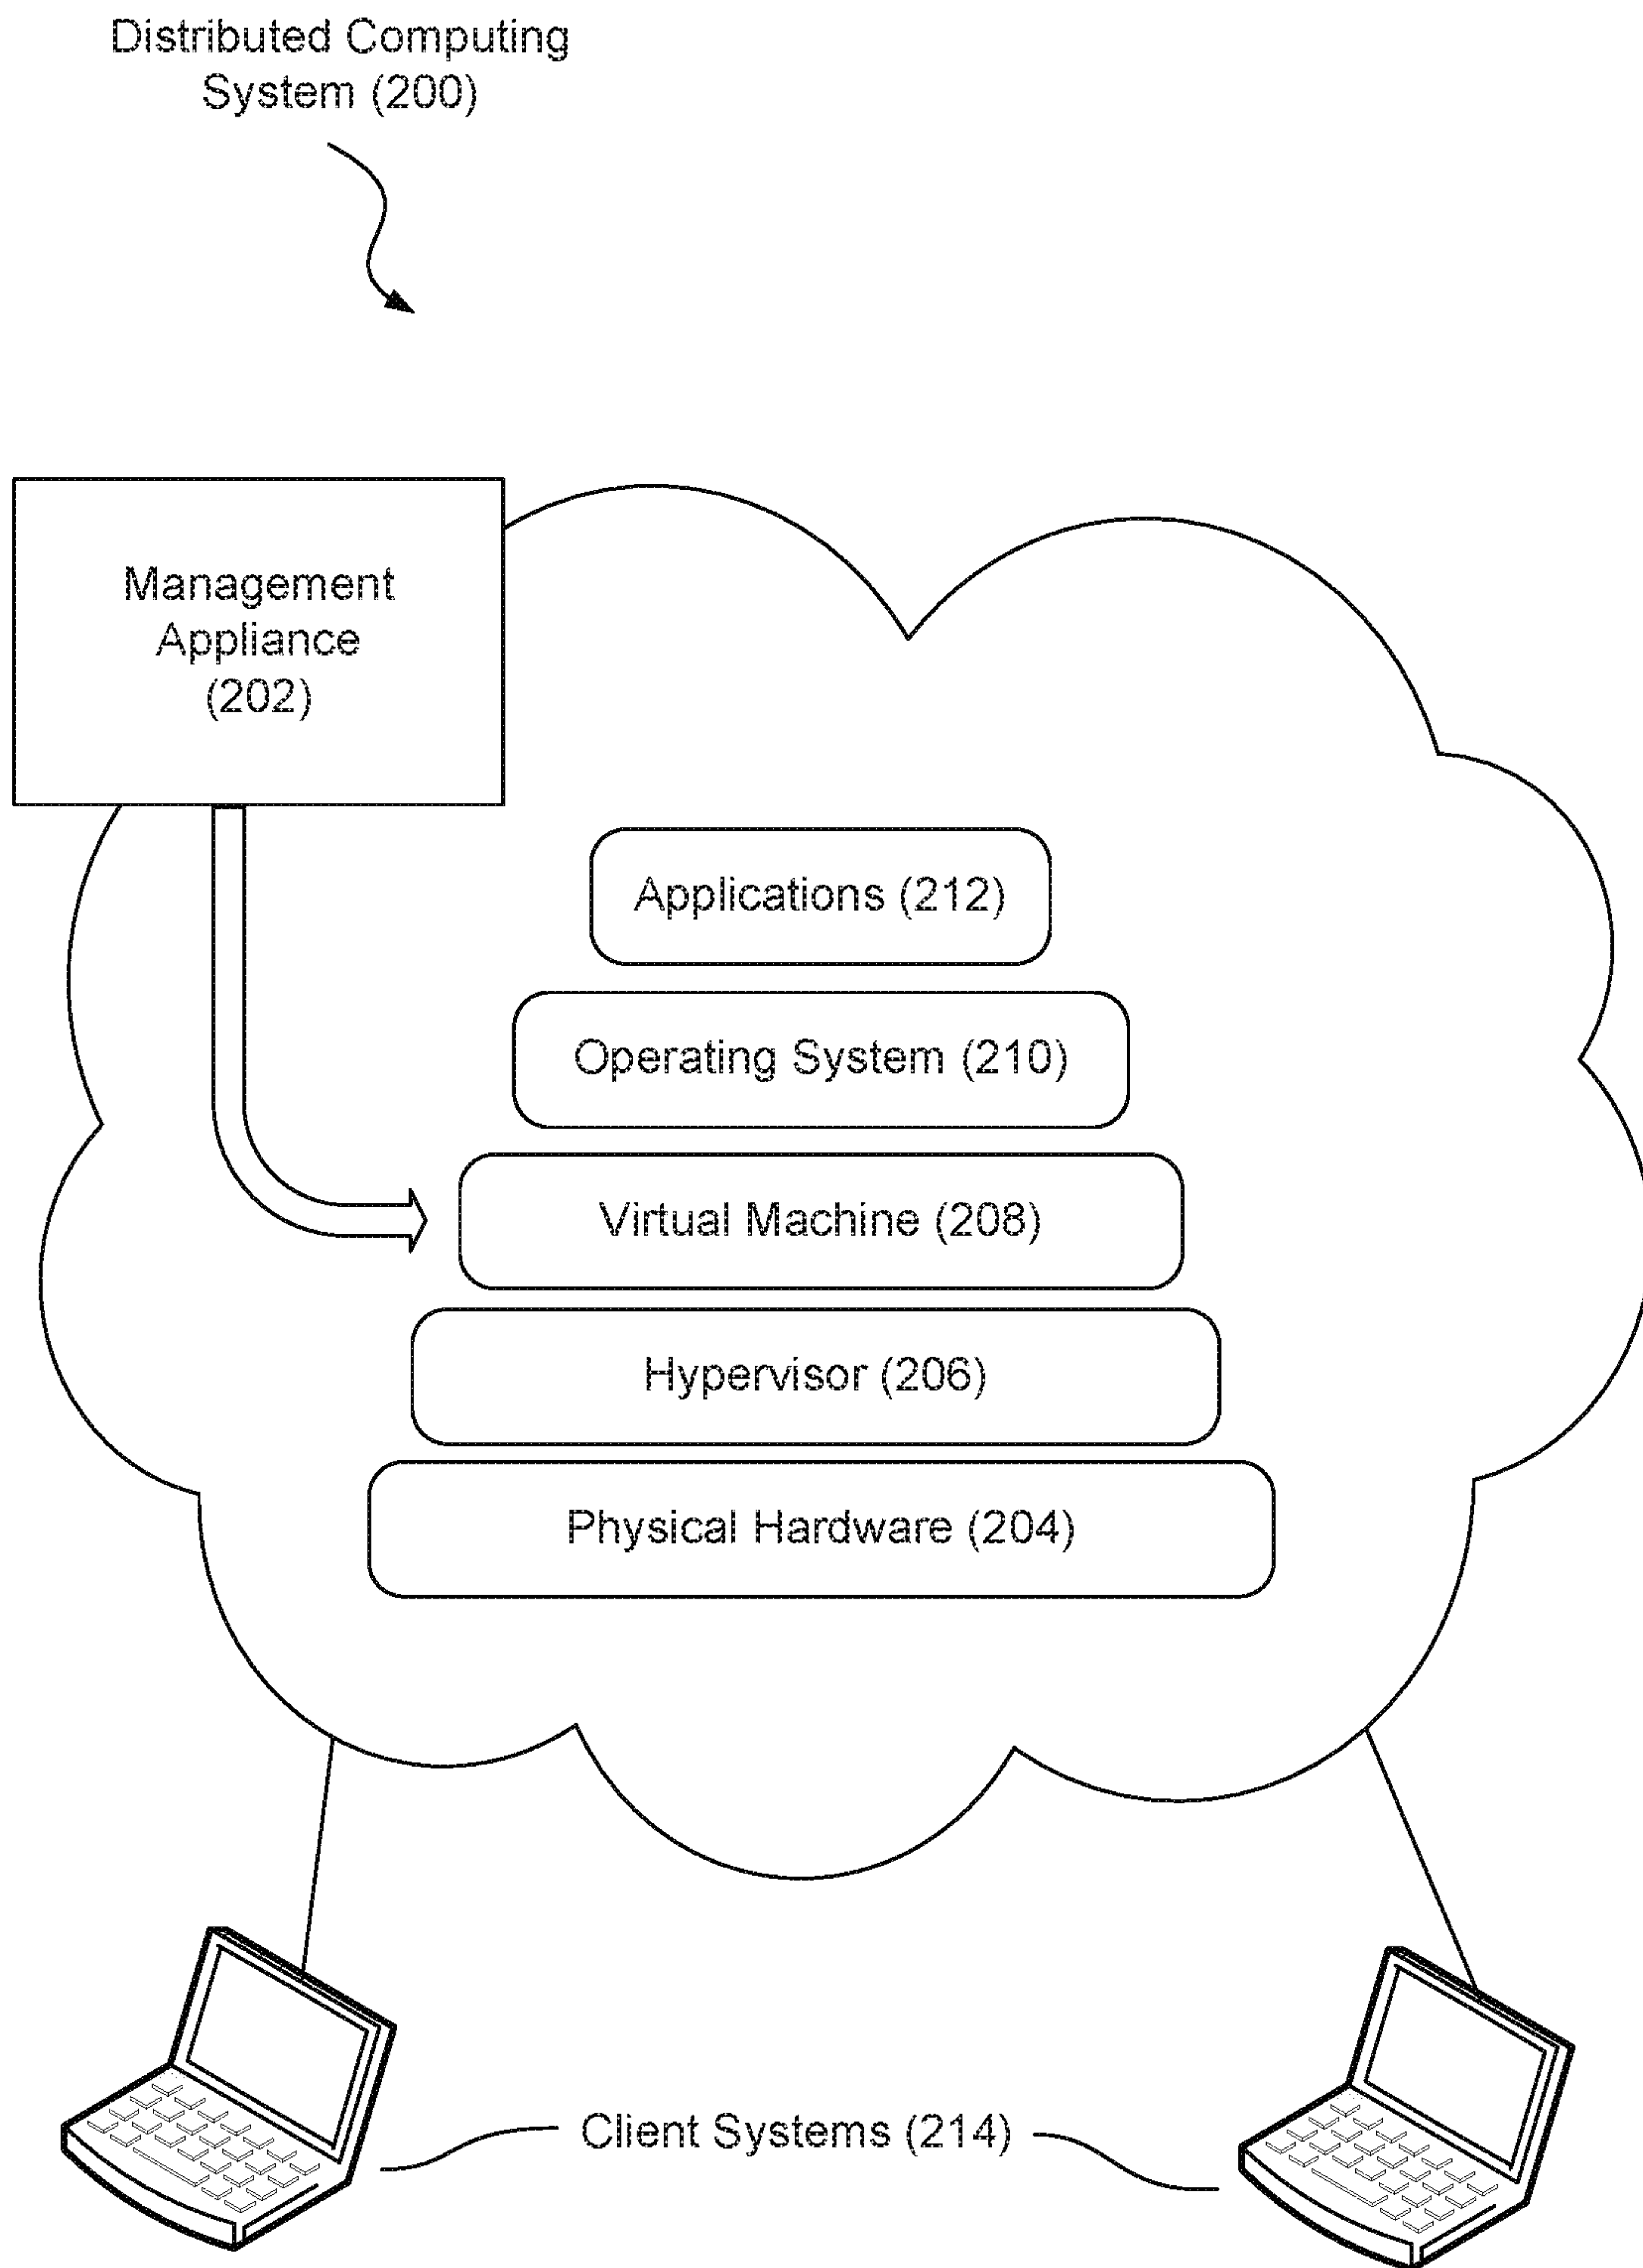 Distributed Computing
System (200)
Management
Appliance
(202)
Applications (212)
Operating System (210)
Virtual Machine (208)
Hypervisor (206)
Physical Hardware (204)
Client Systems (214)